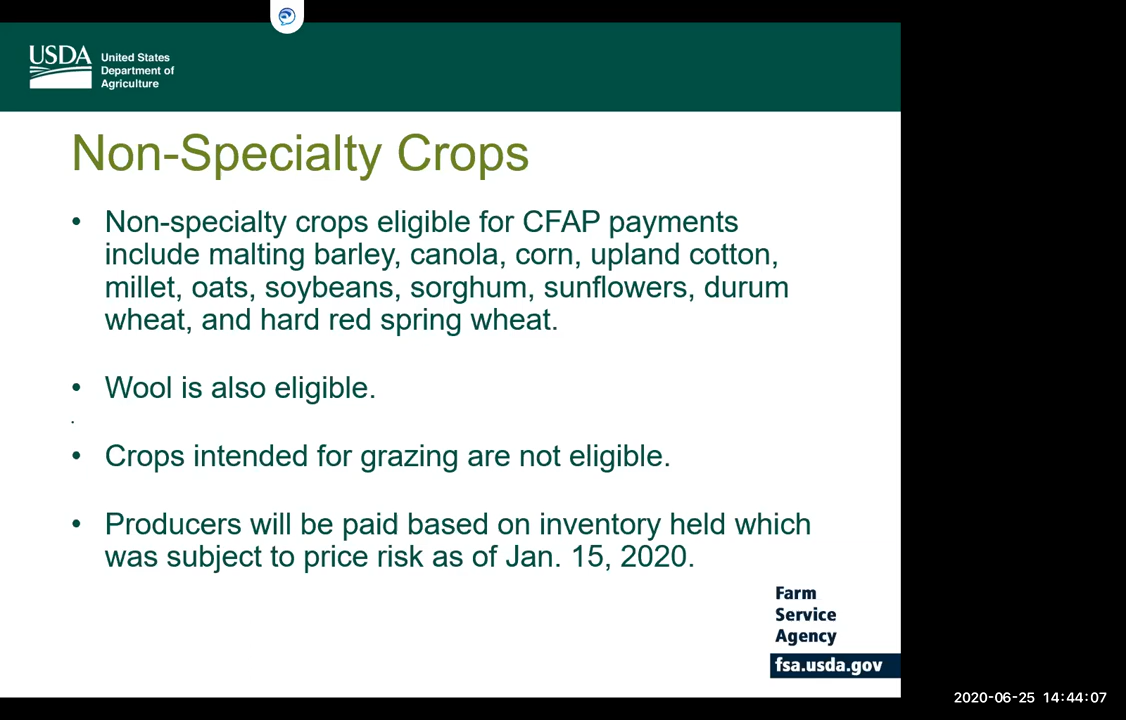 USDA
United States
Department of
Agriculture
Non-Specialty Crops
• Non-specialty crops eligible for CFAP payments
include malting barley, canola, corn, upland cotton,
millet, oats, soybeans, sorghum, sunflowers, durum
wheat, and hard red spring wheat.
• Wool is also eligible.
• Crops intended for grazing are not eligible.
• Producers will be paid based on inventory held which
was subject to price risk as of Jan. 15, 2020.
Farm
Service
Agency
fsa.usda.gov
2020-06-25 14:44:07